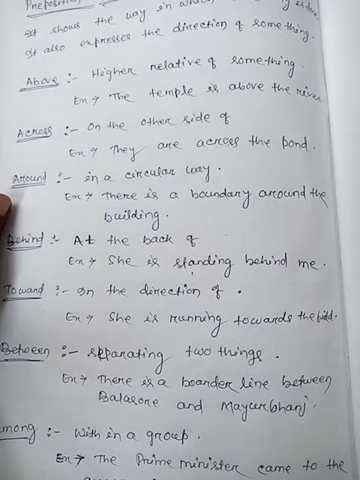 Preposition
It shows the way in which
It also expresses the direction of something.
Above :- Higher relative of something.
Ex → The temple is above the river
Across :- On the other side of
Ex → They are across the pond.
Around :- in a circular way.
Ex → There is a boundary around the
building.
Behind :- At the back of
Ex → She is standing behind me.
Toward :- In the direction of .
Ex → She is running towards the
Between :- separating two things.
Ex → There is a boarder line between
Balasore and Mayurbhanj.
mong :- With in a group.
Ex → The Prime minister came to the